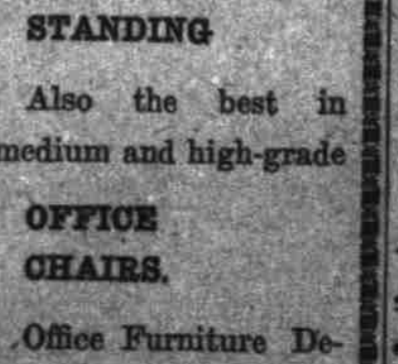 STANDING
Also the best in
medium and high-grade
OFFICE
CHAIRS.
Office Furniture De-